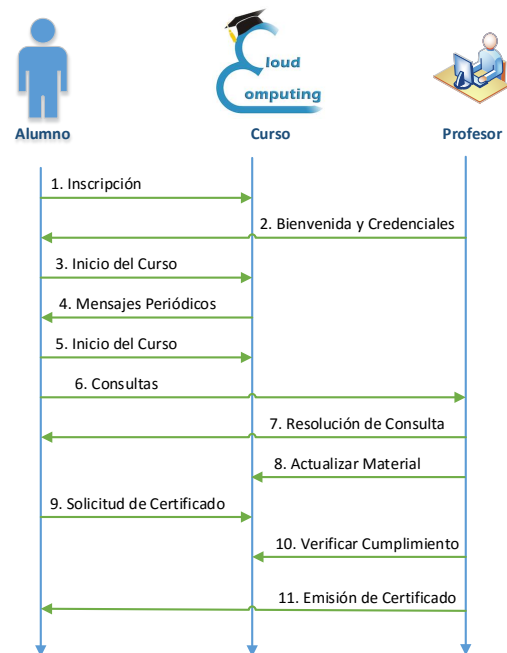 loud
omputing
Alumno
Curso
Profesor
1. Inscripción
2. Bienvenida y Credenciales
3. Inicio del Curso
4. Mensajes Periódicos
5. Inicio del Curso
6. Consultas
7. Resolución de Consulta
8. Actualizar Material
9. Solicitud de Certificado
10. Verificar Cumplimiento
11. Emisión de Certificado